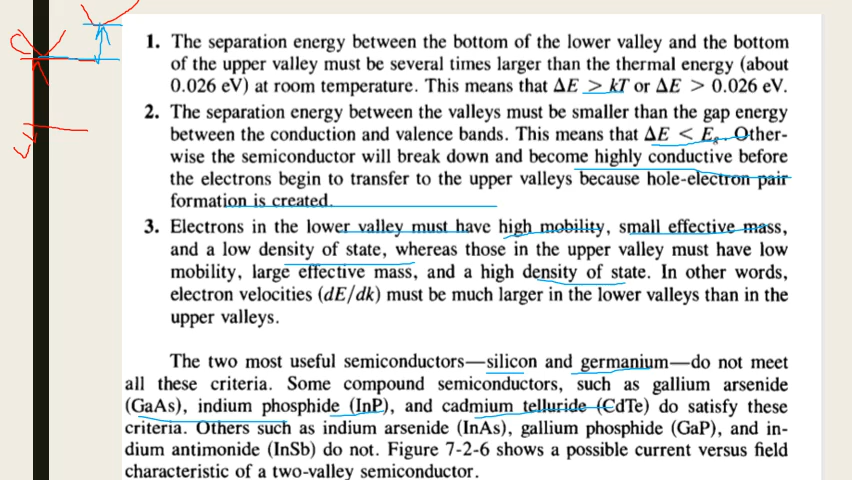 1. The separation energy between the bottom of the lower valley and the bottom
of the upper valley must be several times larger than the thermal energy (about
0.026 eV) at room temperature. This means that ΔE > kT or ΔE > 0.026 eV.
2. The separation energy between the valleys must be smaller than the gap energy
between the conduction and valence bands. This means that ΔE < Eg. Other-
wise the semiconductor will break down and become highly conductive before
the electrons begin to transfer to the upper valleys because hole-electron pair
formation is created.
3. Electrons in the lower valley must have high mobility, small effective mass,
and a low density of state, whereas those in the upper valley must have low
mobility, large effective mass, and a high density of state. In other words,
electron velocities (dE/dk) must be much larger in the lower valleys than in the
upper valleys.
The two most useful semiconductors—silicon and germanium—do not meet
all these criteria. Some compound semiconductors, such as gallium arsenide
(GaAs), indium phosphide (InP), and cadmium telluride (CdTe) do satisfy these
criteria. Others such as indium arsenide (InAs), gallium phosphide (GaP), and in-
dium antimonide (InSb) do not. Figure 7-2-6 shows a possible current versus field
characteristic of a two-valley semiconductor.